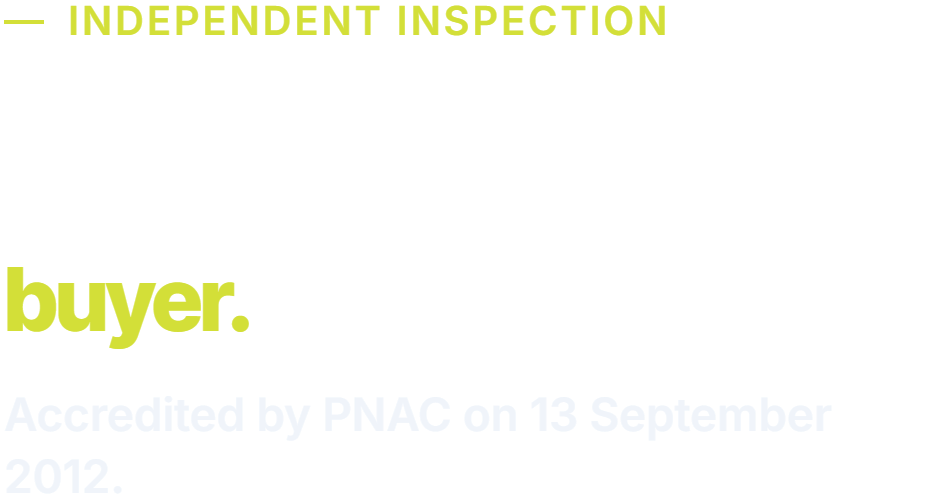 — INDEPENDENT INSPECTION
buyer.
Accredited by PNAC on 13 September
2012.